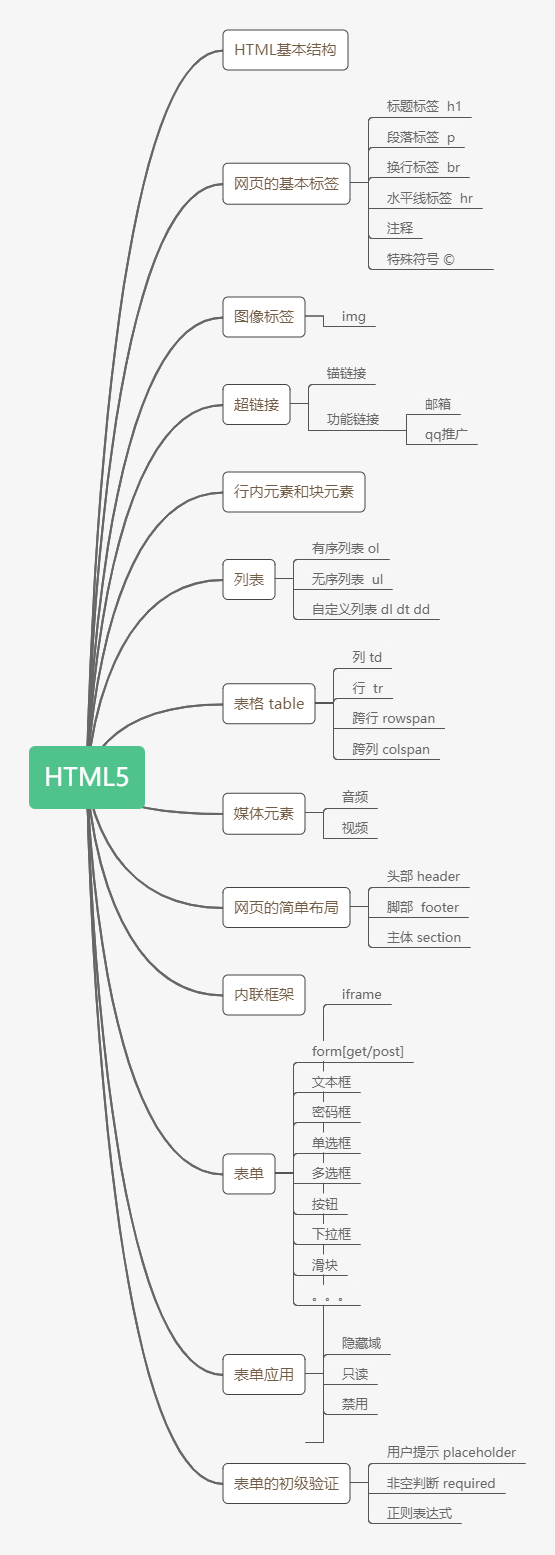 HTML5
HTML基本结构
网页的基本标签
标题标签 h1
段落标签 p
换行标签 br
水平线标签 hr
注释
特殊符号 ©
图像标签
img
超链接
锚链接
功能链接
邮箱
qq推广
行内元素和块元素
列表
有序列表 ol
无序列表 ul
自定义列表 dl dt dd
表格 table
列 td
行 tr
跨行 rowspan
跨列 colspan
媒体元素
音频
视频
网页的简单布局
头部 header
脚部 footer
主体 section
内联框架
iframe
表单
form[get/post]
文本框
密码框
单选框
多选框
按钮
下拉框
滑块
。。。
表单应用
隐藏域
只读
禁用
表单的初级验证
用户提示 placeholder
非空判断 required
正则表达式